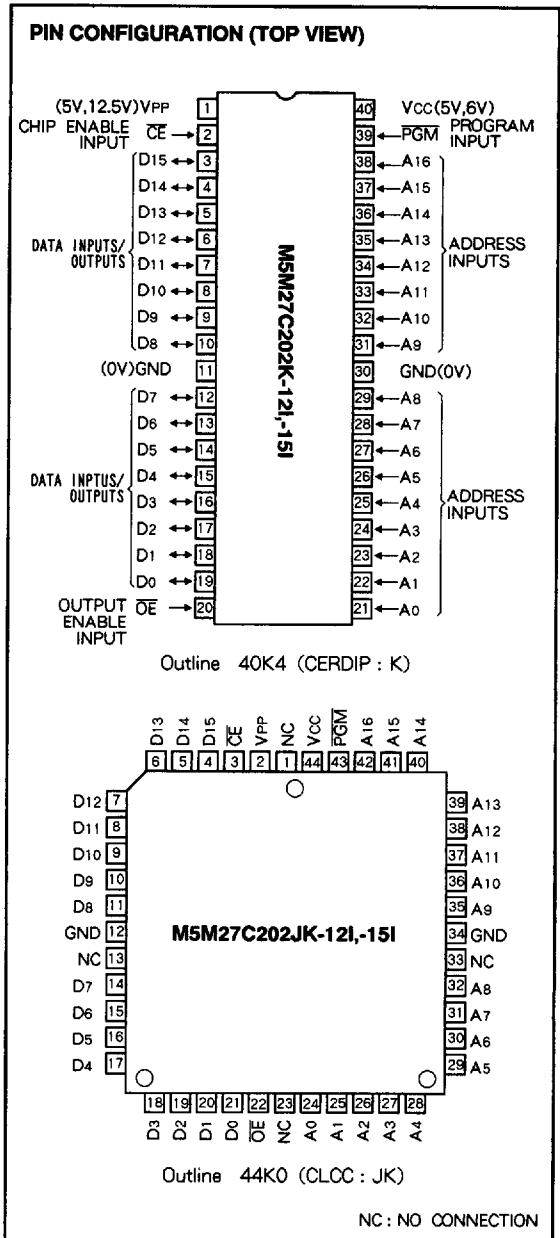 PIN CONFIGURATION (TOP VIEW)
(5V,12.5V)VPP 1 40 VCC(5V,6V)
CHIP ENABLE INPUT CE 2 39 PGM PROGRAM INPUT
D15 3 38 A16
D14 4 37 A15
D13 5 36 A14
D12 6 35 A13
DATA INPUTS/ OUTPUTS ADDRESS INPUTS
D11 7 34 A12
D10 8 33 A11
D9 9 32 A10
D8 10 31 A9
(0V)GND 11 30 GND(0V)
D7 12 29 A8
D6 13 28 A7
D5 14 27 A6
D4 15 26 A5
DATA INPTUS/ OUTPUTS ADDRESS INPUTS
D3 16 25 A4
D2 17 24 A3
D1 18 23 A2
D0 19 22 A1
OUTPUT ENABLE INPUT OE 20 21 A0
M5M27C202K-12I,-15I
Outline 40K4 (CERDIP : K)
D13 D14 D15 CE VPP NC VCC PGM A16 A15 A14
6 5 4 3 2 1 44 43 42 41 40
D12 7 39 A13
D11 8 38 A12
D10 9 37 A11
D9 10 36 A10
D8 11 35 A9
GND 12 M5M27C202JK-12I,-15I 34 GND
NC 13 33 NC
D7 14 32 A8
D6 15 31 A7
D5 16 30 A6
D4 17 29 A5
18 19 20 21 22 23 24 25 26 27 28
D3 D2 D1 D0 OE NC A0 A1 A2 A3 A4
Outline 44K0 (CLCC : JK)
NC : NO CONNECTION